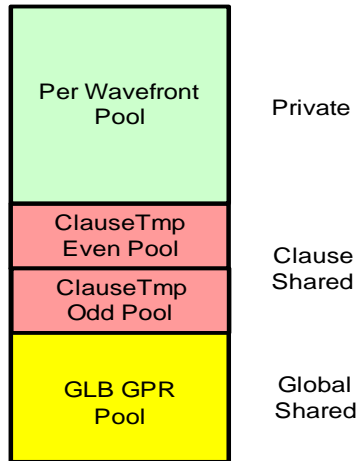 Per Wavefront
Pool
Private
ClauseTmp
Even Pool
ClauseTmp
Odd Pool
Clause
Shared
GLB GPR
Pool
Global
Shared